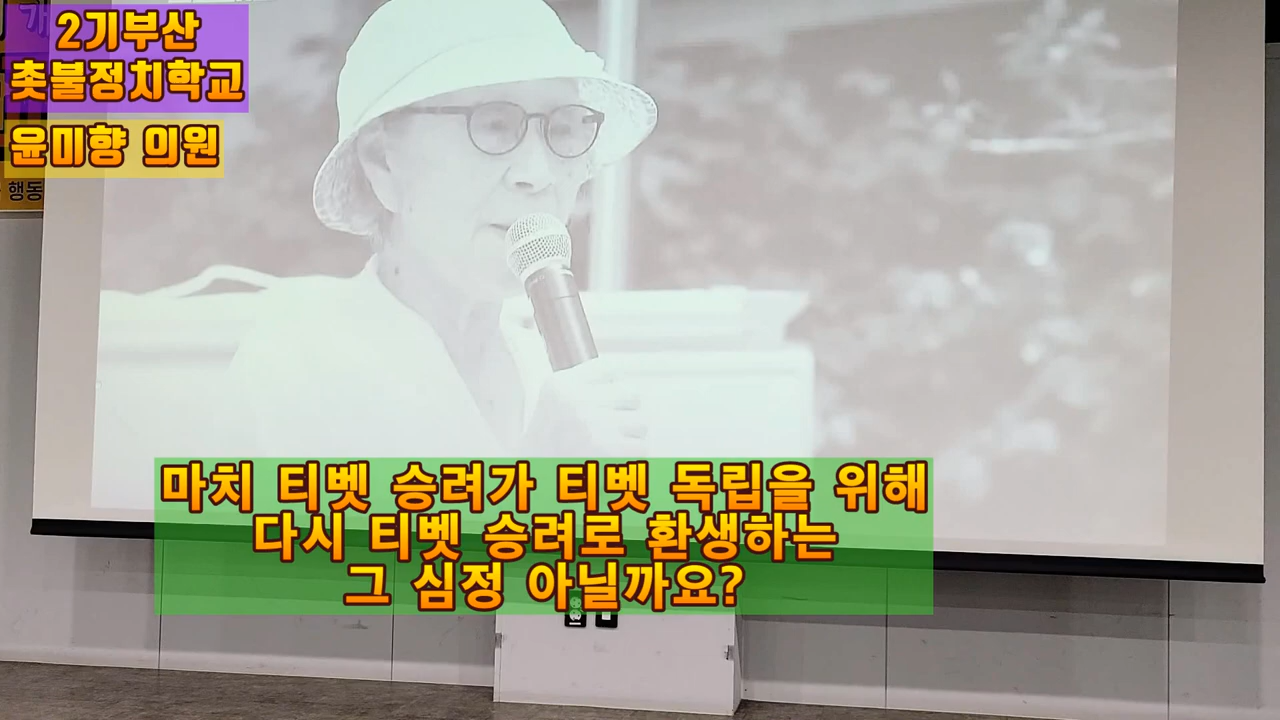 개
2기부산
촛불정치학교
윤미향 의원
행동
마치 티벳 승려가 티벳 독립을 위해
다시 티벳 승려로 환생하는
그 심정 아닐까요?